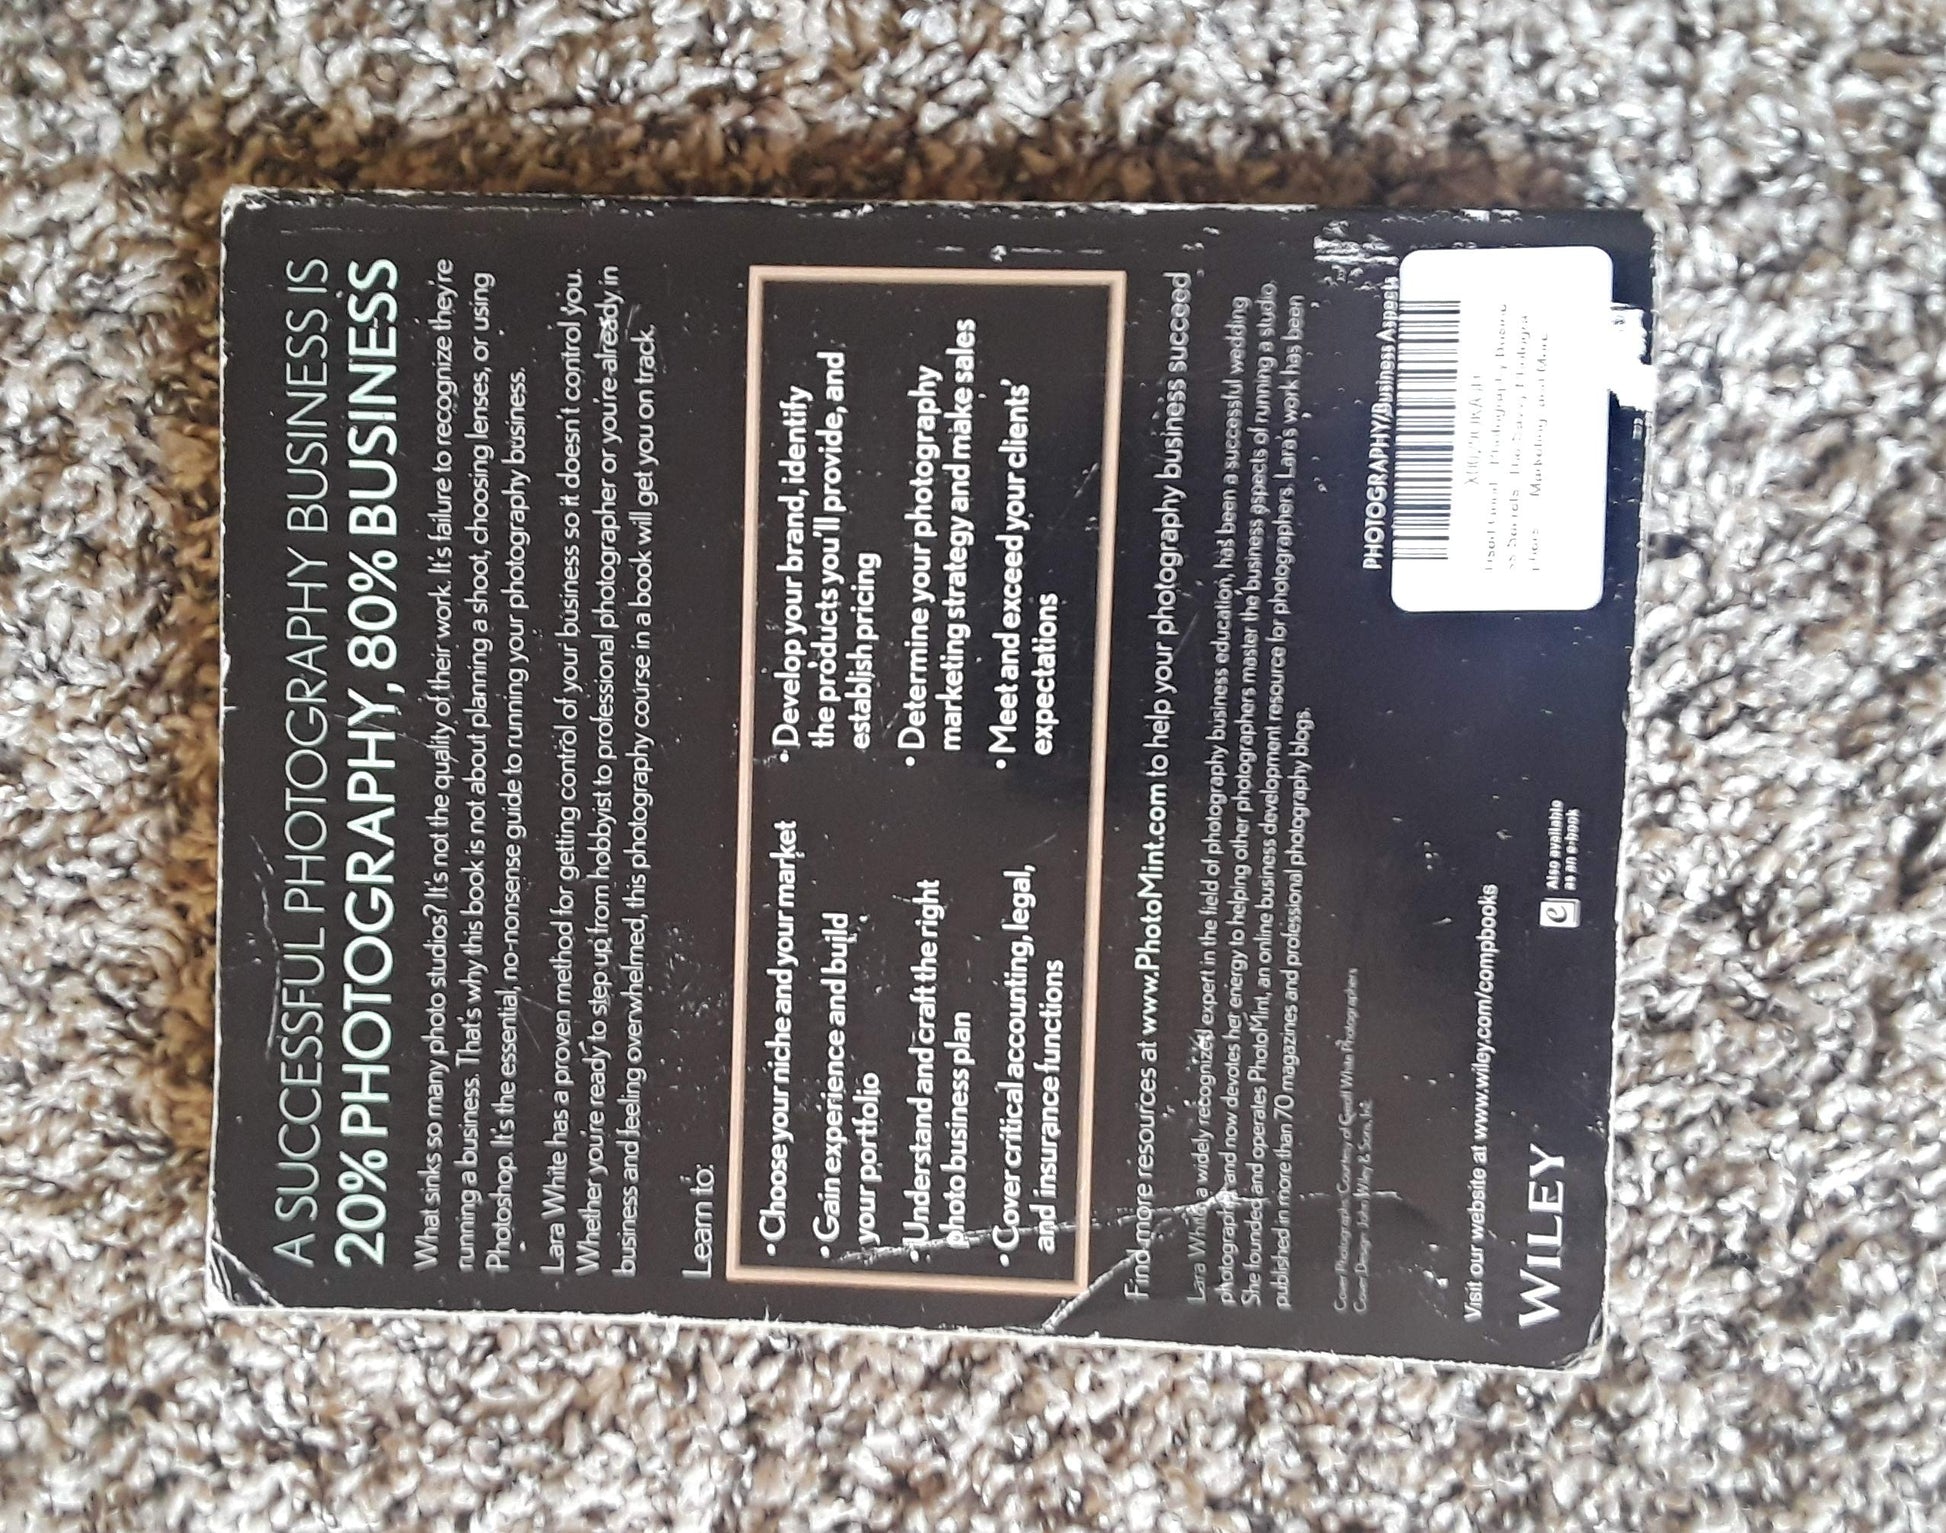 A SUCCESSFUL PHOTOGRAPHY BUSINESS IS
20% PHOTOGRAPHY, 80% BUSINESS
What sinks so many photo studios? It's not the quality of their work. It's failure to recognize they're
running a business. That's why this book is not about planning a shoot, choosing lenses, or using
Photoshop. It's the essential, no-nonsense guide to running your photography business.
Lara White has a proven method for getting control of your business so it doesn't control you.
Whether you're ready to step up from hobbyist to professional photographer or you're already in
business and feeling overwhelmed, this photography course in a book will get you on track.
Learn to:
• Choose your niche and your market
• Gain experience and build
your portfolio
• Understand and craft the right
photo business plan
• Cover critical accounting, legal,
and insurance functions
• Develop your brand, identify
the products you'll provide, and
establish pricing
• Determine your photography
marketing strategy and make sales
• Meet and exceed your clients'
expectations
Find more resources at www.PhotoMint.com to help your photography business succeed
Lara White, a widely recognized expert in the field of photography business education, has been a successful wedding
photographer and now devotes her energy to helping other photographers master the business aspects of running a studio.
She founded and operates PhotoMint, an online business development resource for photographers. Lara's work has been
published in more than 70 magazines and professional photography blogs.
Cover Photographs: Courtesy of Geoff White Photographers
Cover Design: John Wiley & Sons, Inc.
PHOTOGRAPHY/Business Aspects
Visit our website at www.wiley.com/compbooks
WILEY
e
Also available
as an e-book
Marketing and More